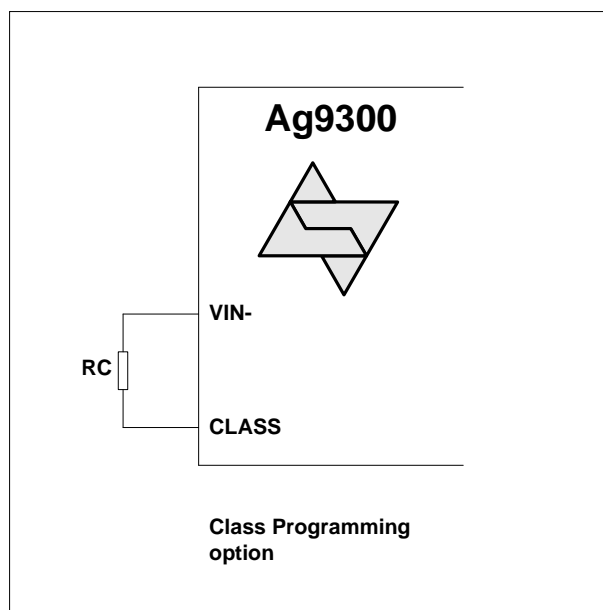 Ag9300
VIN-
RC
CLASS
Class Programming
option